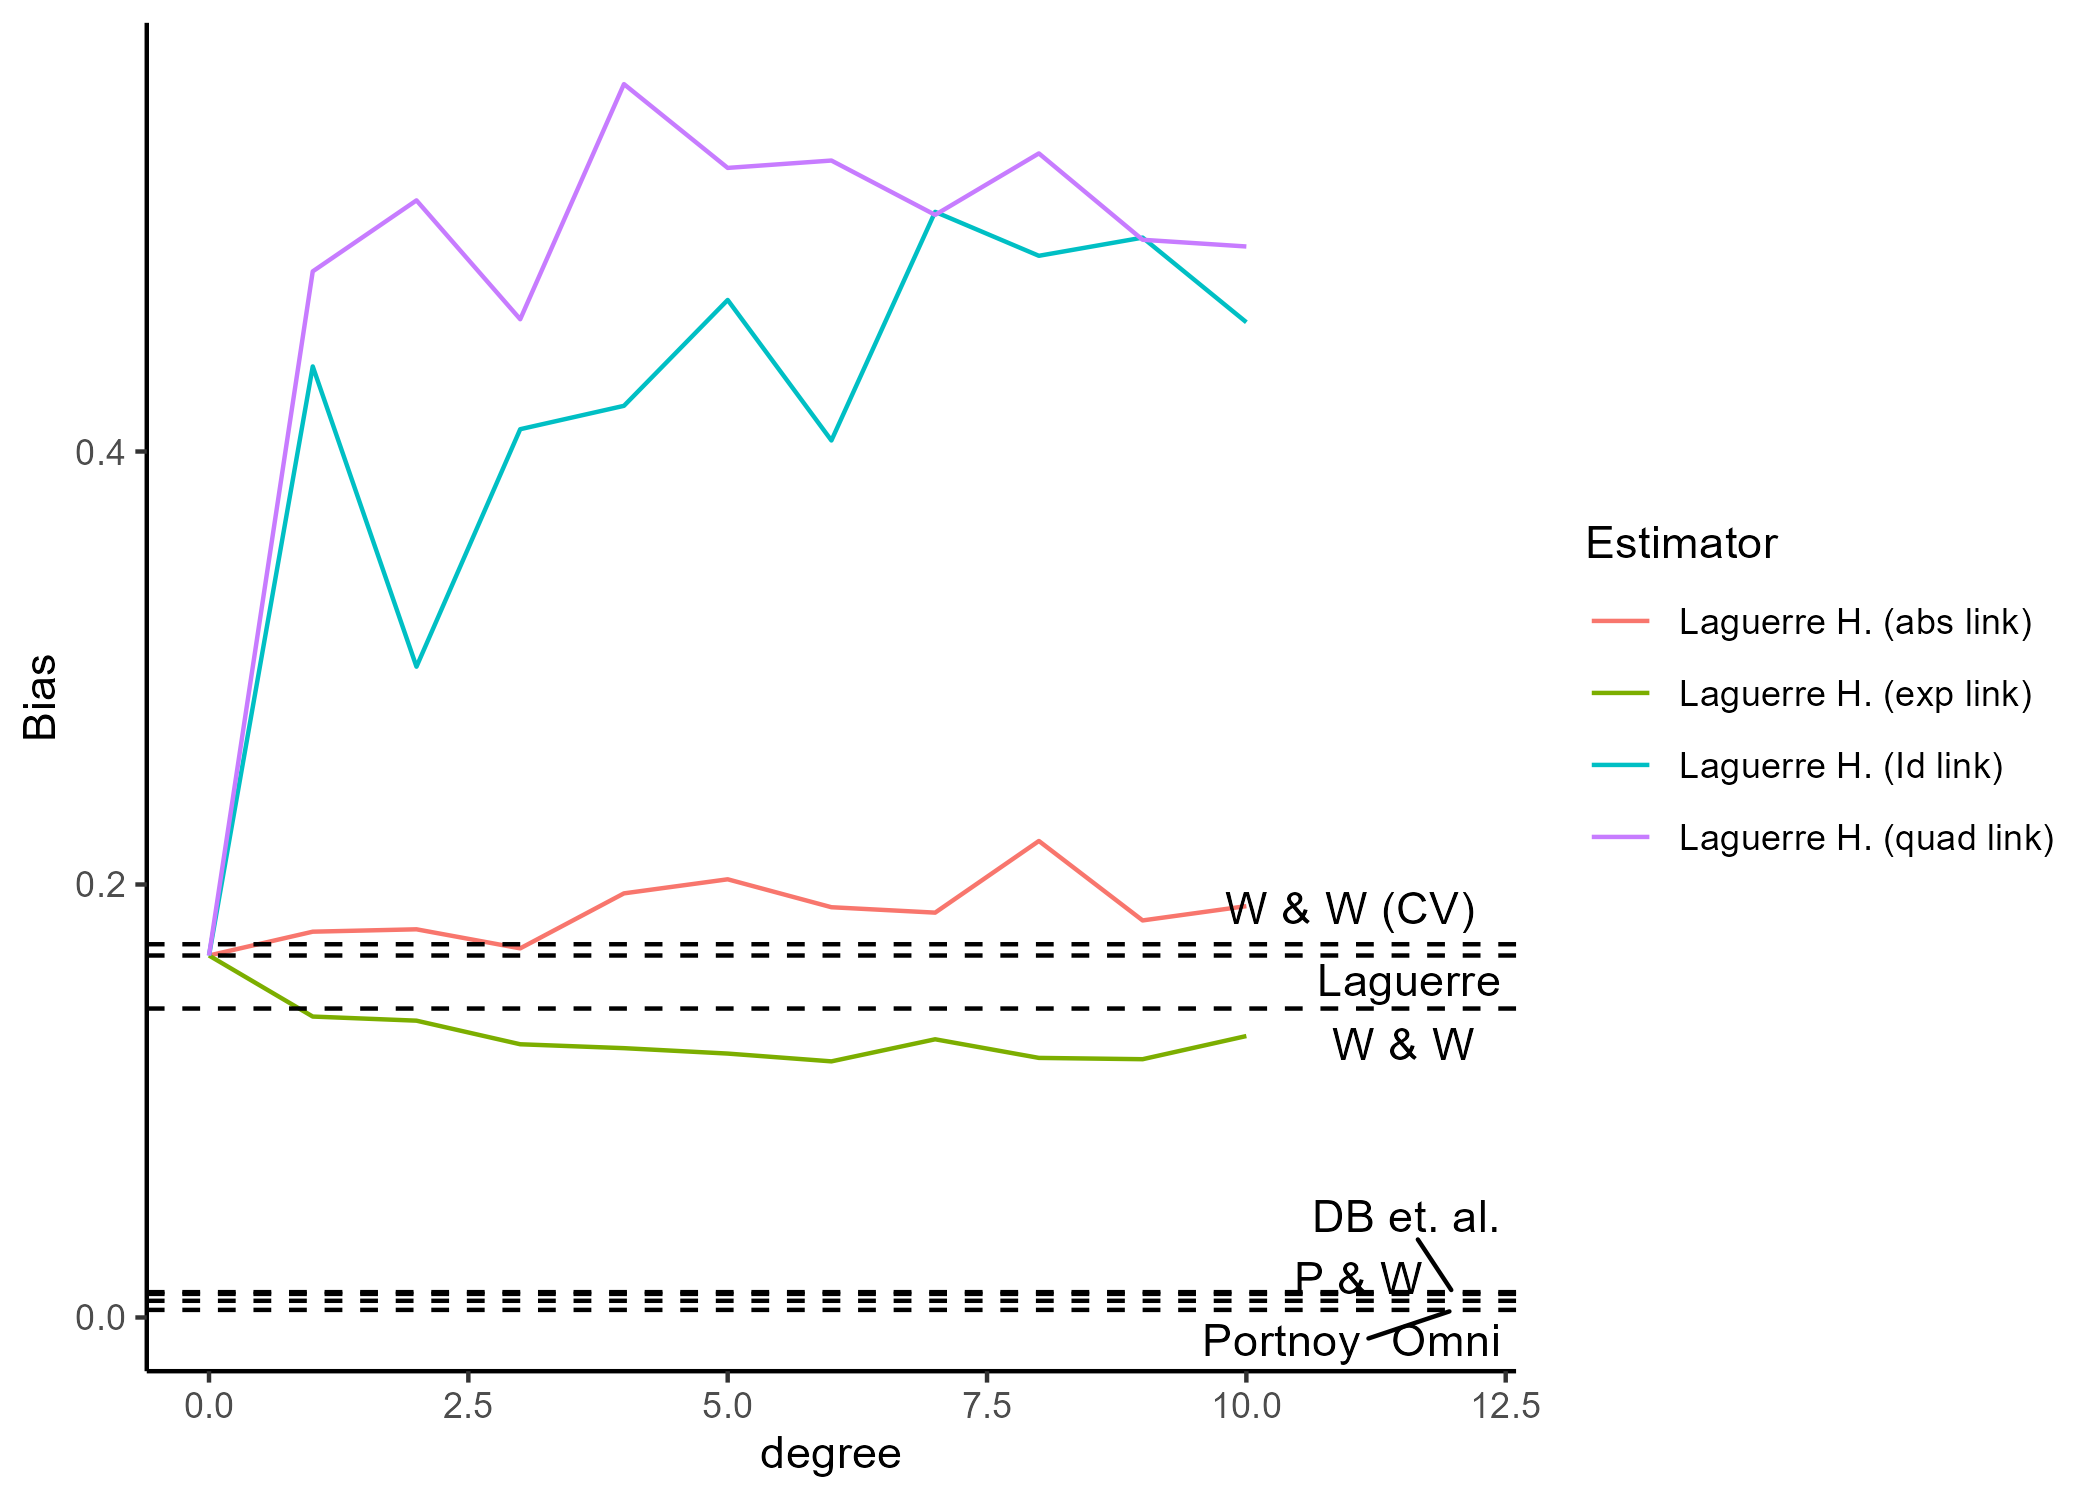 Bias
0.4
0.2
0.0
W & W (CV)
Laguerre
W & W
DB et. al.
P & W
Portnoy
Omni
0.0
2.5
5.0
7.5
10.0
12.5
degree
Estimator
Laguerre H. (abs link)
Laguerre H. (exp link)
Laguerre H. (Id link)
Laguerre H. (quad link)